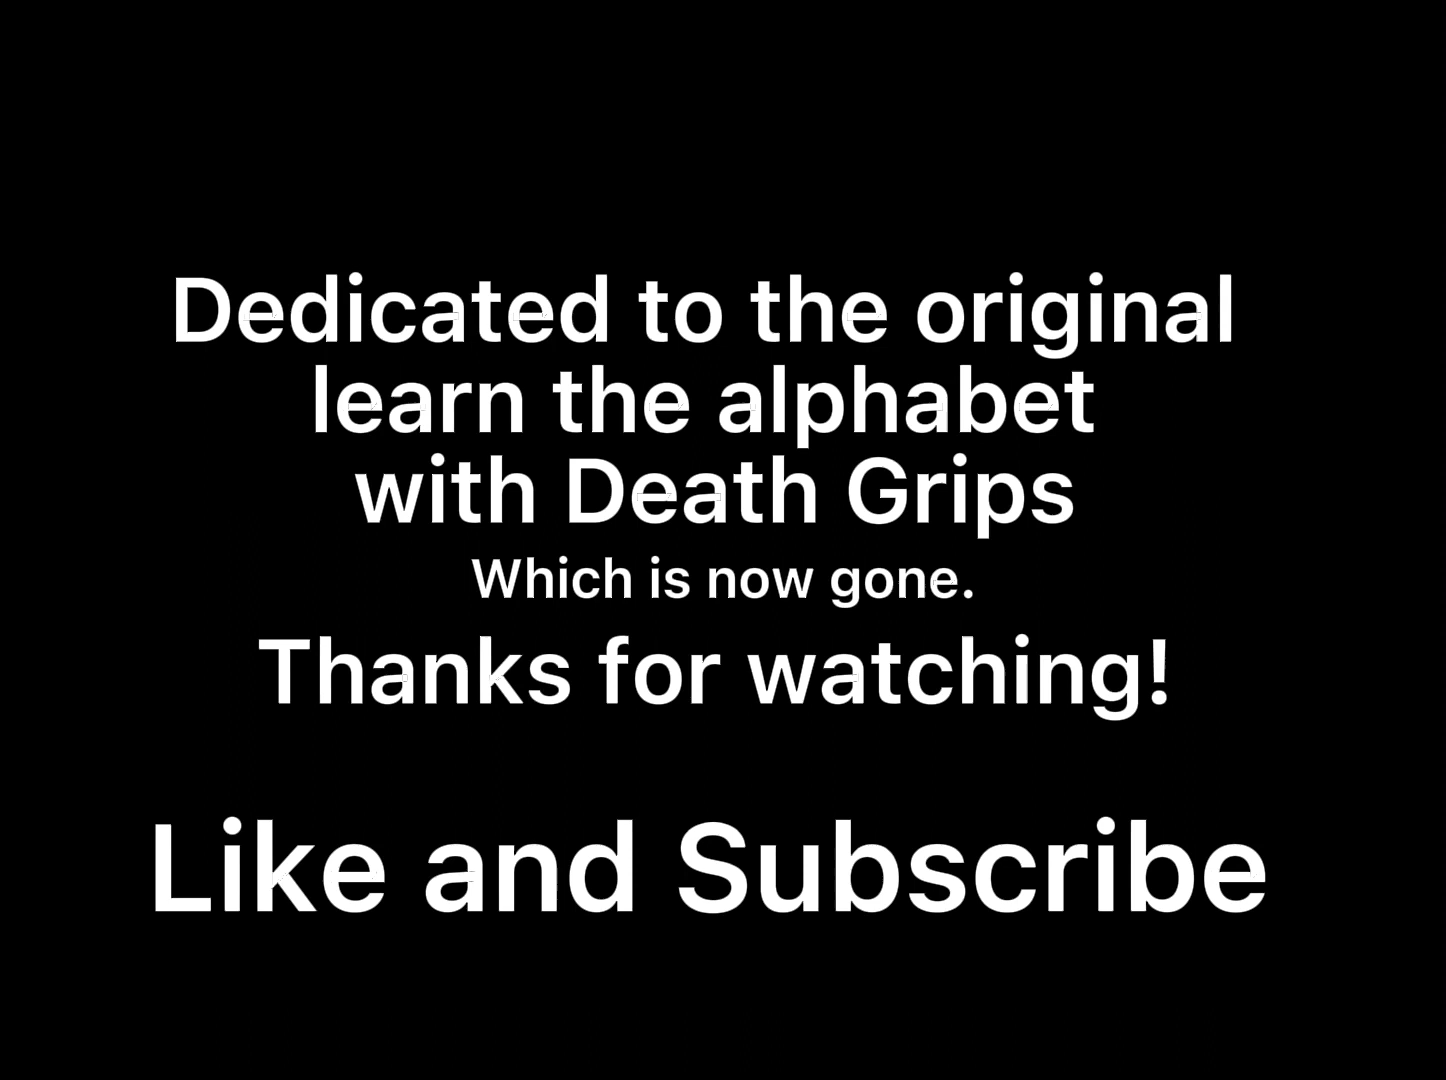 Dedicated to the original
learn the alphabet
with Death Grips
Which is now gone.
Thanks for watching!
Like and Subscribe